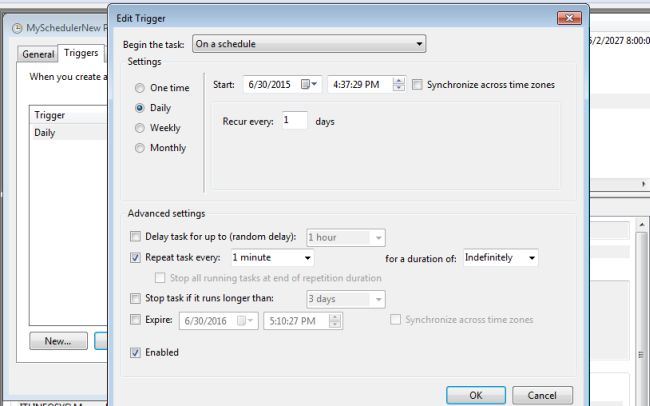 Edit Trigger
MySchedulerNew
Begin the task: On a schedule
5/2/2027 8:00:0
General Triggers
Settings
When you create a
One time
Start: 6/30/2015 4:37:29 PM Synchronize across time zones
Daily
Trigger
Recur every: 1 days
Weekly
Daily
Monthly
Advanced settings
Delay task for up to (random delay): 1 hour
Repeat task every: 1 minute for a duration of: Indefinitely
Stop all running tasks at end of repetition duration
Stop task if it runs longer than: 3 days
Expire: 6/30/2016 5:10:27 PM Synchronize across time zones
New...
Enabled
OK Cancel